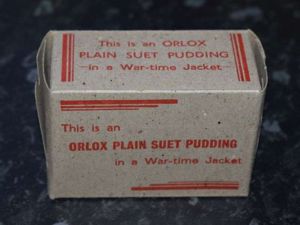 This is an ORLOX
PLAIN SUET PUDDING
in a War-time Jacket
This is an
ORLOX PLAIN SUET PUDDING
in a War-time Jacket